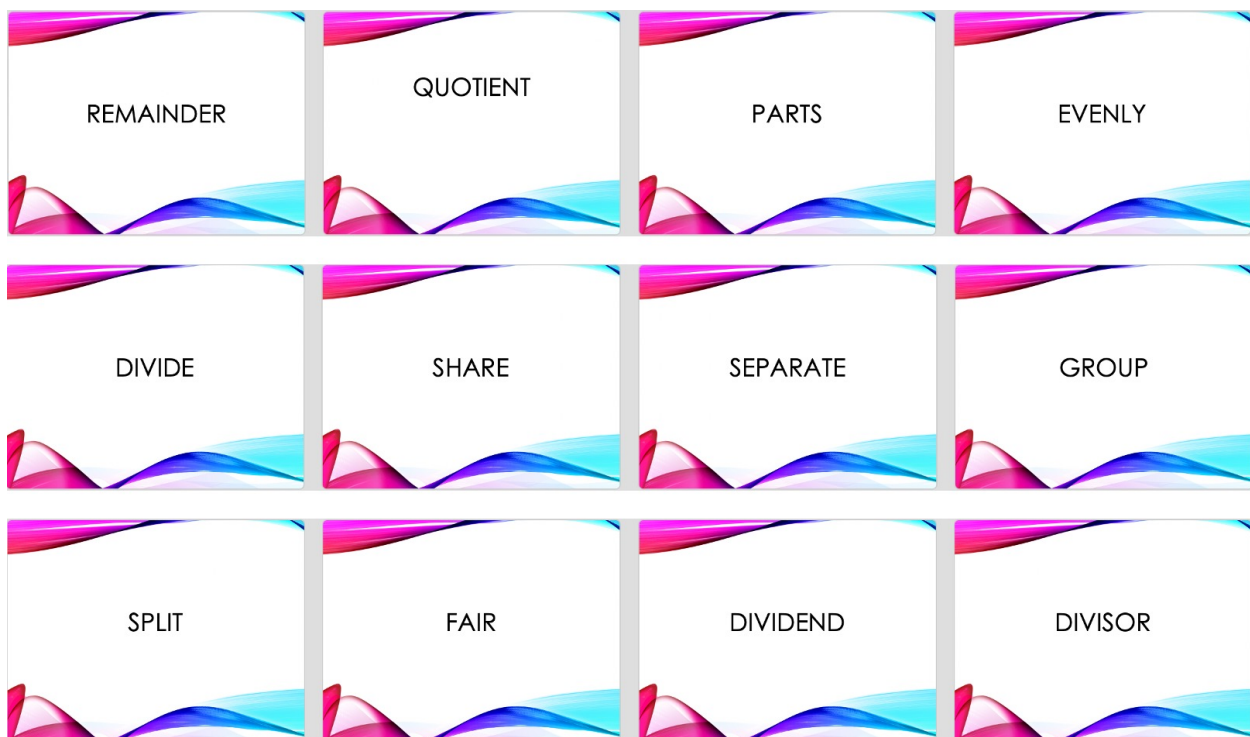 REMAINDER
QUOTIENT
PARTS
EVENLY
DIVIDE
SHARE
SEPARATE
GROUP
SPLIT
FAIR
DIVIDEND
DIVISOR